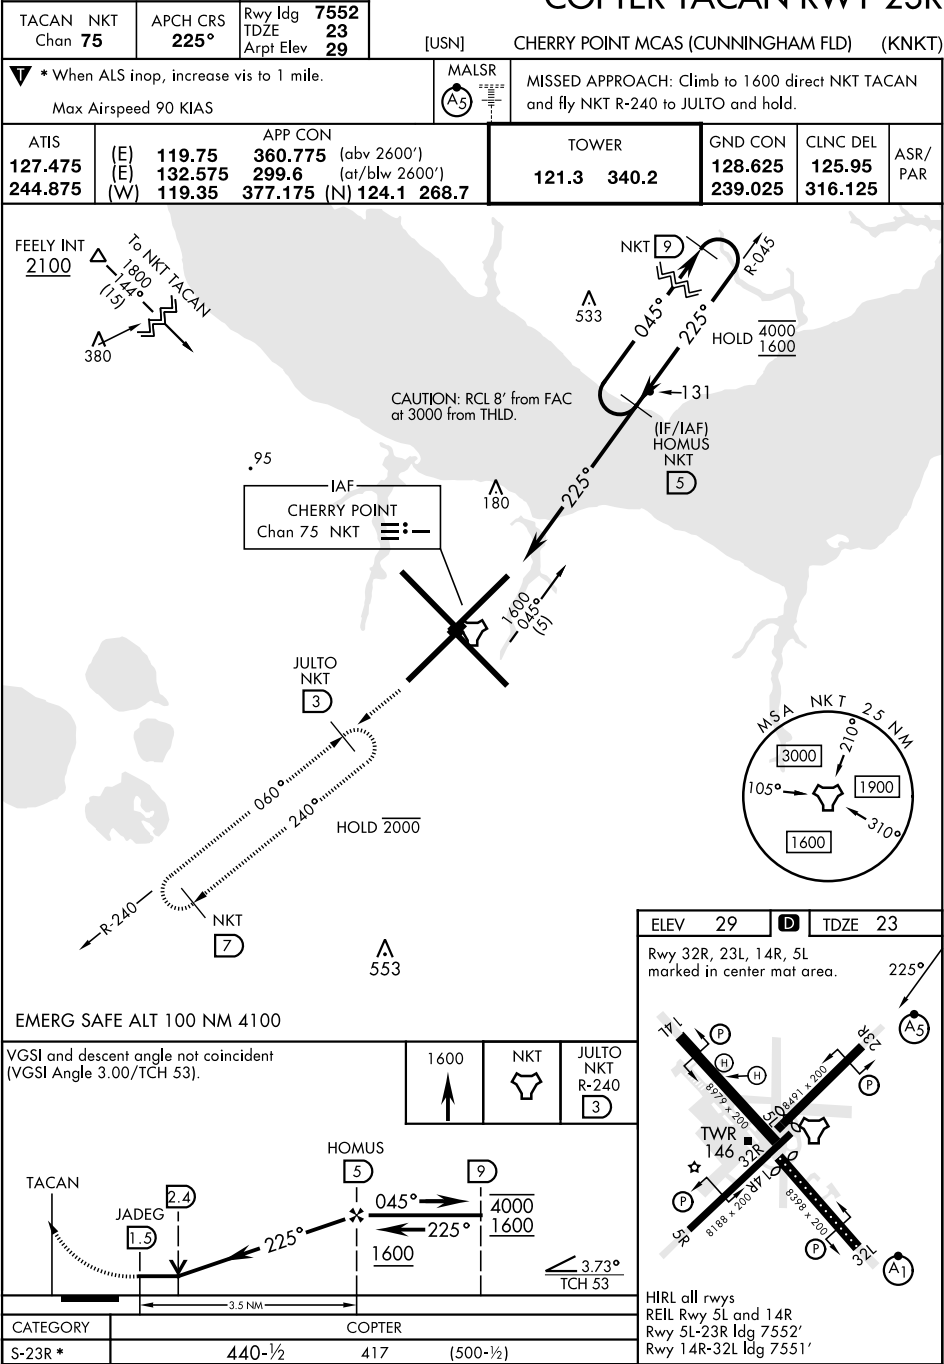 COPTER TACAN RWY 23R
TACAN NKT
Chan 75
APCH CRS
225°
Rwy ldg 7552
TDZE 23
Arpt Elev 29
[USN]
CHERRY POINT MCAS (CUNNINGHAM FLD) (KNKT)
T * When ALS inop, increase vis to 1 mile.
Max Airspeed 90 KIAS
MALSR
A5
MISSED APPROACH: Climb to 1600 direct NKT TACAN
and fly NKT R-240 to JULTO and hold.
ATIS
127.475
244.875
APP CON
(E) 119.75 360.775 (abv 2600')
(E) 132.575 299.6 (at/blw 2600')
(W) 119.35 377.175 (N) 124.1 268.7
TOWER
121.3 340.2
GND CON
128.625
239.025
CLNC DEL
125.95
316.125
ASR/
PAR
FEELY INT
2100
To NKT TACAN
1800
144°
(15)
380
533
NKT 9
R-045
045°
225°
HOLD 4000
1600
131
CAUTION: RCL 8' from FAC
at 3000 from THLD.
(IF/IAF)
HOMUS
NKT
5
225°
95
180
IAF
CHERRY POINT
Chan 75 NKT
1600
045°
(5)
JULTO
NKT
3
060°
240°
HOLD 2000
R-240
NKT
7
553
MSA NKT 25 NM
3000
210°
105°
1900
310°
1600
EMERG SAFE ALT 100 NM 4100
ELEV 29
D
TDZE 23
Rwy 32R, 23L, 14R, 5L
marked in center mat area.
225°
A5
14L
P
H
H
23R
P
8979 x 200
8491 x 200
5L
TWR
146
32R
14R
P
8188 x 200
8398 x 200
5R
P
32L
A1
HIRL all rwys
REIL Rwy 5L and 14R
Rwy 5L-23R ldg 7552'
Rwy 14R-32L ldg 7551'
VGSI and descent angle not coincident
(VGSI Angle 3.00/TCH 53).
1600
NKT
JULTO
NKT
R-240
3
TACAN
JADEG
1.5
2.4
HOMUS
5
9
045°
4000
225°
225°
1600
1600
3.73°
TCH 53
3.5 NM
CATEGORY
COPTER
S-23R *
440-½ 417 (500-½)